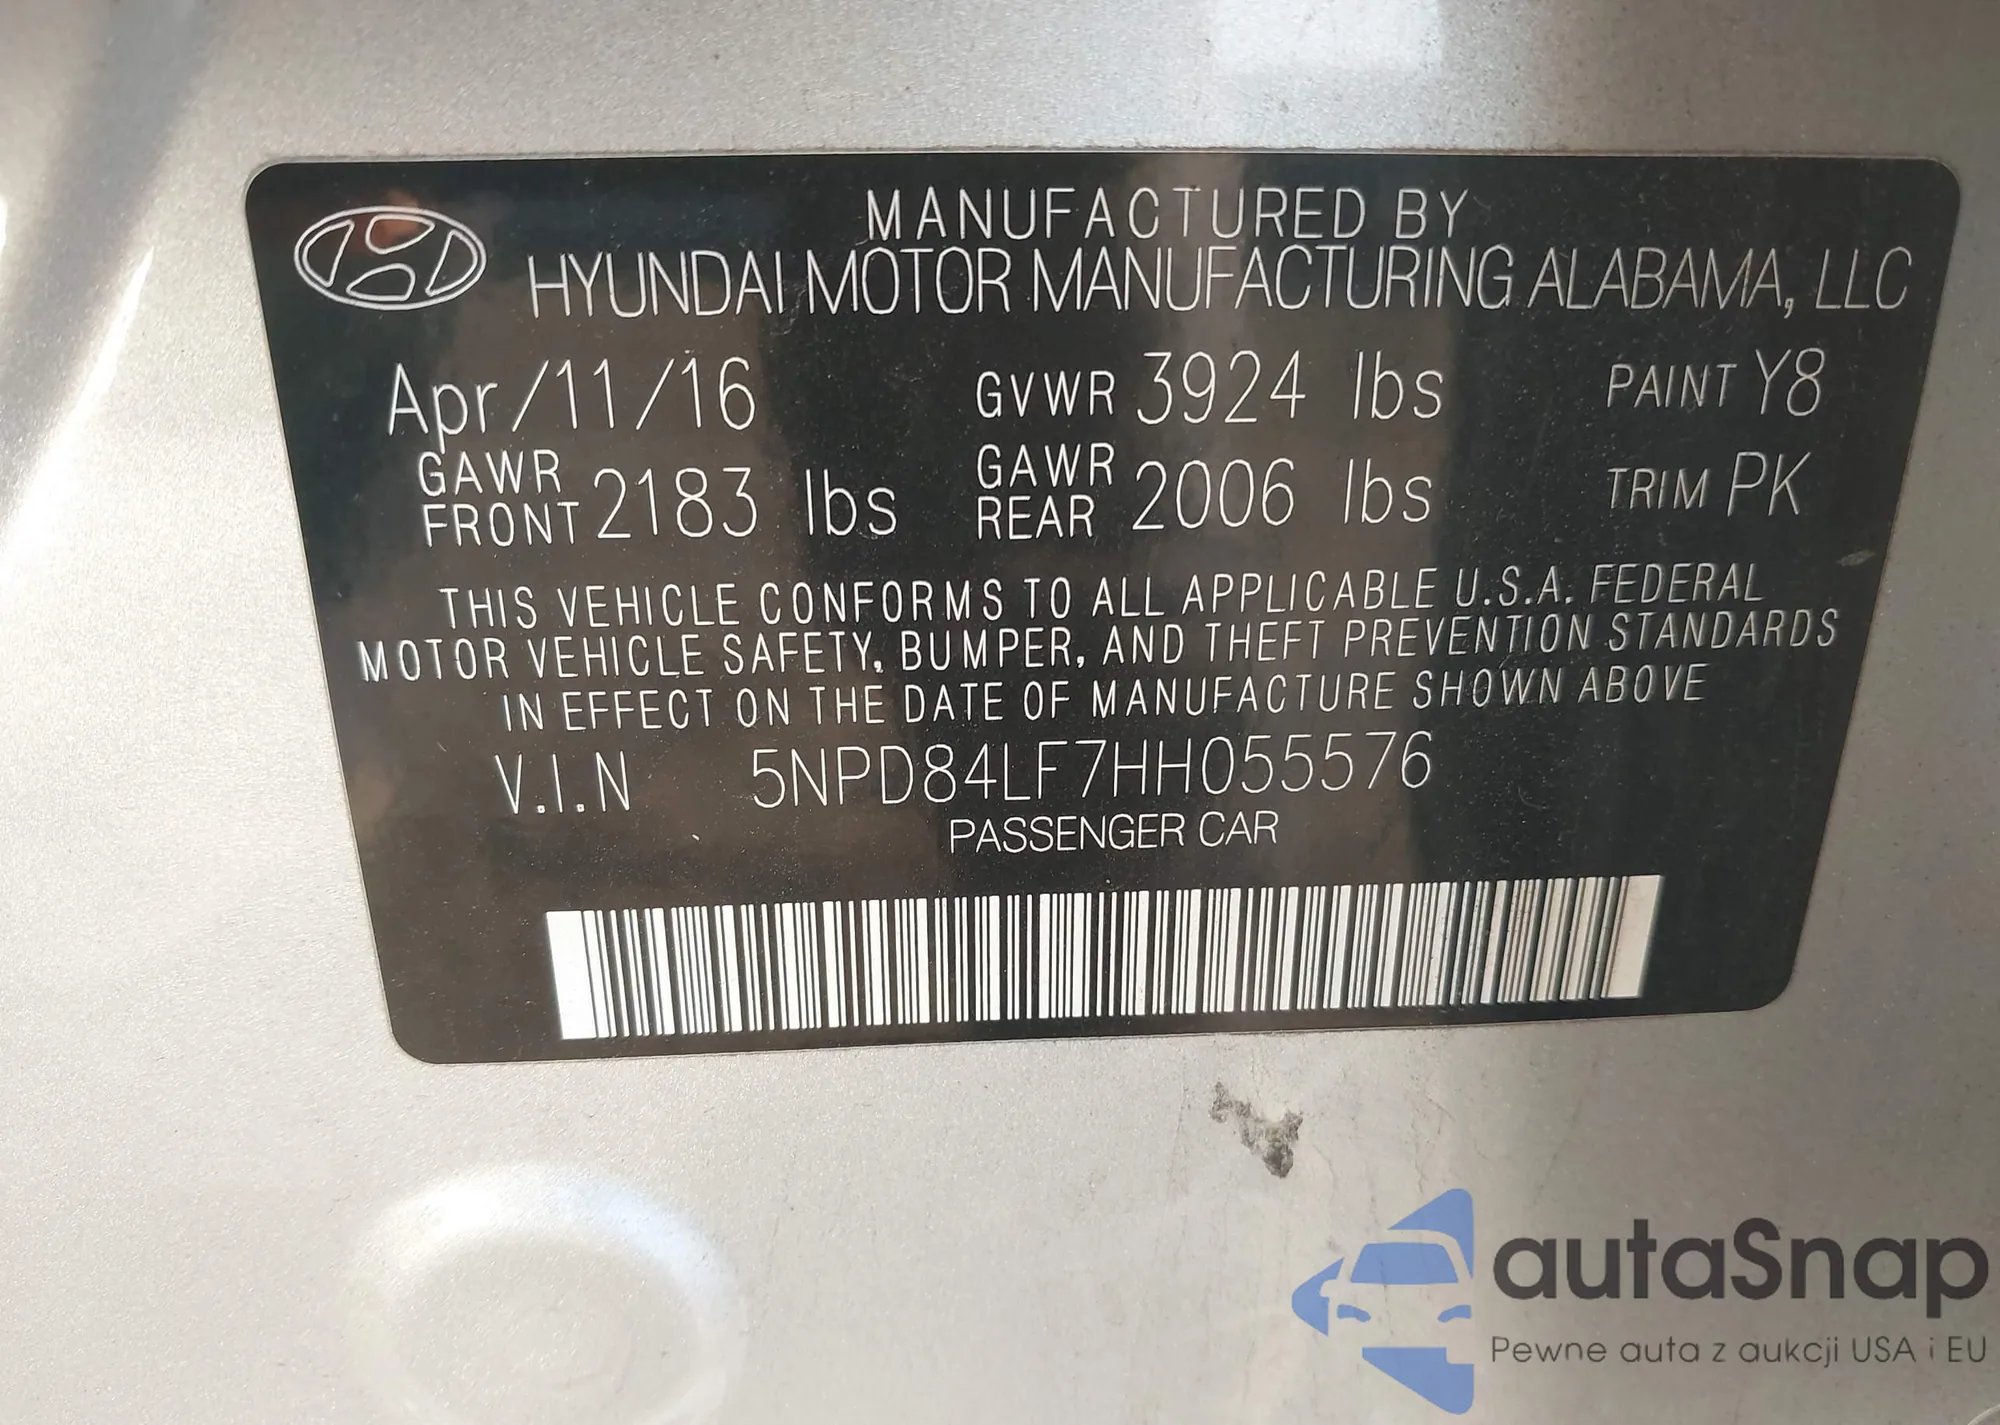 MANUFACTURED BY
HYUNDAI MOTOR MANUFACTURING ALABAMA, LLC
Apr/11/16 GVWR 3924 lbs PAINT Y8
GAWR FRONT 2183 lbs GAWR REAR 2006 lbs TRIM PK
THIS VEHICLE CONFORMS TO ALL APPLICABLE U.S.A. FEDERAL
MOTOR VEHICLE SAFETY, BUMPER, AND THEFT PREVENTION STANDARDS
IN EFFECT ON THE DATE OF MANUFACTURE SHOWN ABOVE
V.I.N 5NPD84LF7HH055576
PASSENGER CAR
autaSnap
Pewne auta z aukcji USA i EU